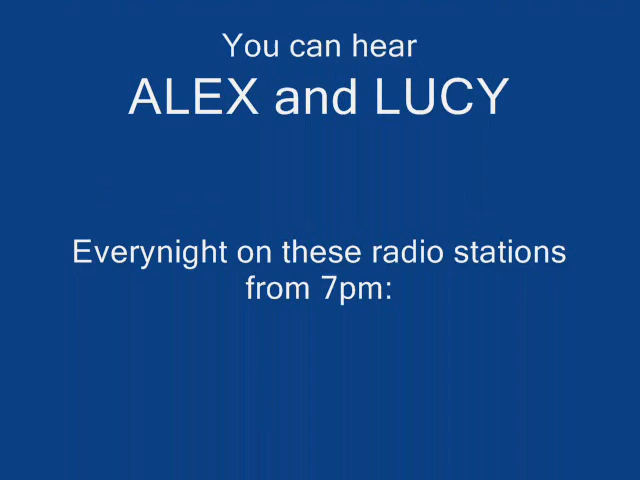 You can hear
ALEX and LUCY
Everynight on these radio stations
from 7pm: